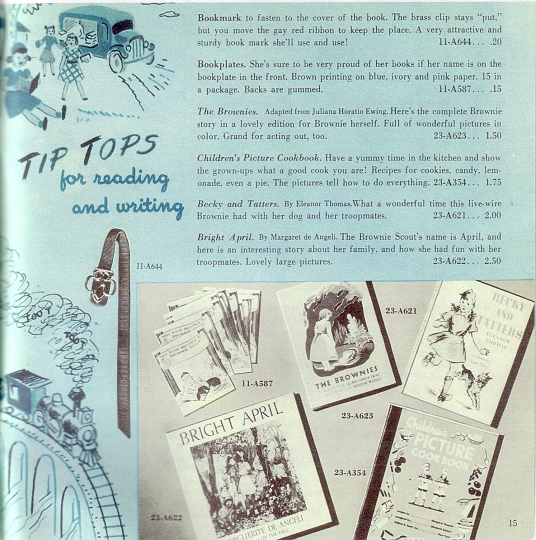 Bookmark to fasten to the cover of the book. The brass clip stays "put,"
but you move the gay red ribbon to keep the place. A very attractive and
sturdy book mark she'll use and use! 11-A644... .20
Bookplates. She's sure to be very proud of her books if her name is on the
bookplate in the front. Brown printing on blue, ivory and pink paper. 15 in
a package. Backs are gummed. 11-A587... .15
The Brownies. Adapted from Juliana Horatio Ewing. Here's the complete Brownie
story in a lovely edition for Brownie herself. Full of wonderful pictures in
color. Grand for acting out, too. 23-A623... 1.50
Children's Picture Cookbook. Have a yummy time in the kitchen and show
the grown-ups what a good cook you are! Recipes for cookies, candy, lem-
onade, even a pie. The pictures tell how to do everything. 23-A354... 1.75
Becky and Tatters. By Eleanor Thomas.What a wonderful time this live-wire
Brownie had with her dog and her troopmates. 23-A621... 2.00
Bright April. By Margaret de Angeli. The Brownie Scout's name is April, and
here is an interesting story about her family, and how she had fun with her
troopmates. Lovely large pictures. 23-A622... 2.50
TIP TOPS
for reading
and writing
11-A644
TOOT
TOOT
11-A587
THE BROWNIES
23-A621
BECKY
AND
TATTERS
ELEANOR
THOMAS
23-A623
BRIGHT APRIL
MARGUERITE DE ANGELI
23-A622
23-A354
Children's
PICTURE
COOK BOOK
15